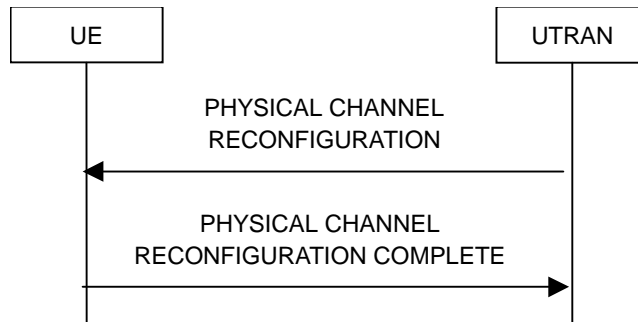 UE
UTRAN
PHYSICAL CHANNEL
RECONFIGURATION
PHYSICAL CHANNEL
RECONFIGURATION COMPLETE